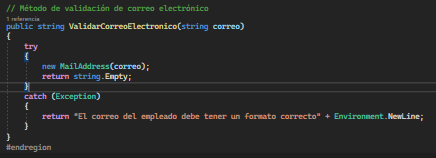 // Método de validación de correo electrónico
1 referencia
public string ValidarCorreoElectronico(string correo)
{
try
{
new MailAddress(correo);
return string.Empty;
}
catch (Exception)
{
return "El correo del empleado debe tener un formato correcto" + Environment.NewLine;
}
}
#endregion